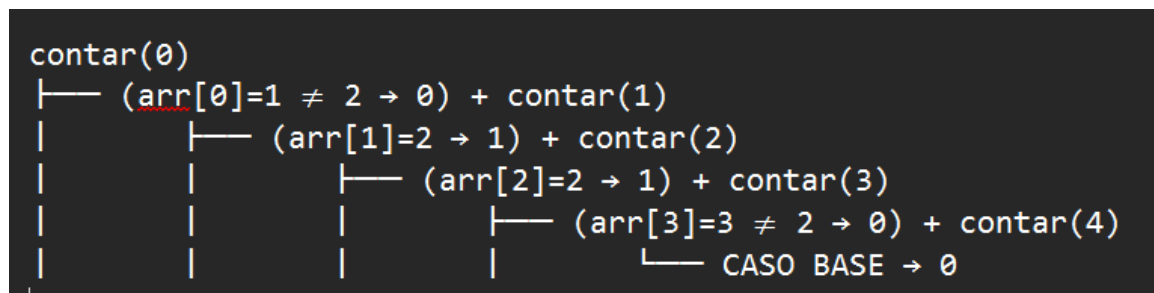 contar(0)
├── (arr[0]=1 ≠ 2 → 0) + contar(1)
│ ├── (arr[1]=2 → 1) + contar(2)
│ │ ├── (arr[2]=2 → 1) + contar(3)
│ │ │ ├── (arr[3]=3 ≠ 2 → 0) + contar(4)
│ │ │ │ └── CASO BASE → 0